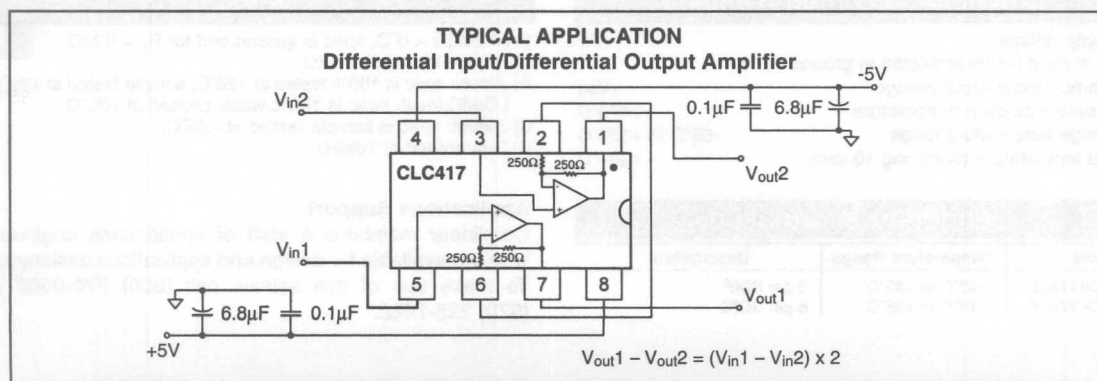 TYPICAL APPLICATION
Differential Input/Differential Output Amplifier
-5V
0.1µF
6.8µF
Vin2
4
3
2
1
250Ω
250Ω
CLC417
Vout2
Vin1
250Ω
250Ω
5
6
7
8
Vout1
6.8µF
0.1µF
+5V
Vout1 – Vout2 = (Vin1 – Vin2) x 2
Applications Support